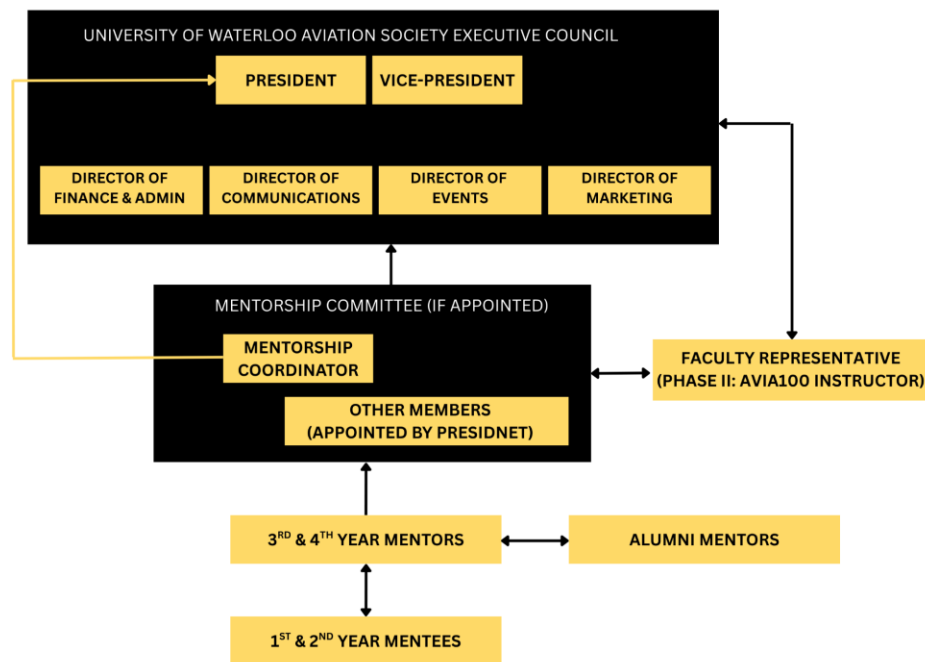 UNIVERSITY OF WATERLOO AVIATION SOCIETY EXECUTIVE COUNCIL
PRESIDENT
VICE-PRESIDENT
DIRECTOR OF
FINANCE & ADMIN
DIRECTOR OF
COMMUNICATIONS
DIRECTOR OF
EVENTS
DIRECTOR OF
MARKETING
MENTORSHIP COMMITTEE (IF APPOINTED)
MENTORSHIP
COORDINATOR
OTHER MEMBERS
(APPOINTED BY PRESIDNET)
FACULTY REPRESENTATIVE
(PHASE II: AVIA100 INSTRUCTOR)
3RD & 4TH YEAR MENTORS
ALUMNI MENTORS
1ST & 2ND YEAR MENTEES